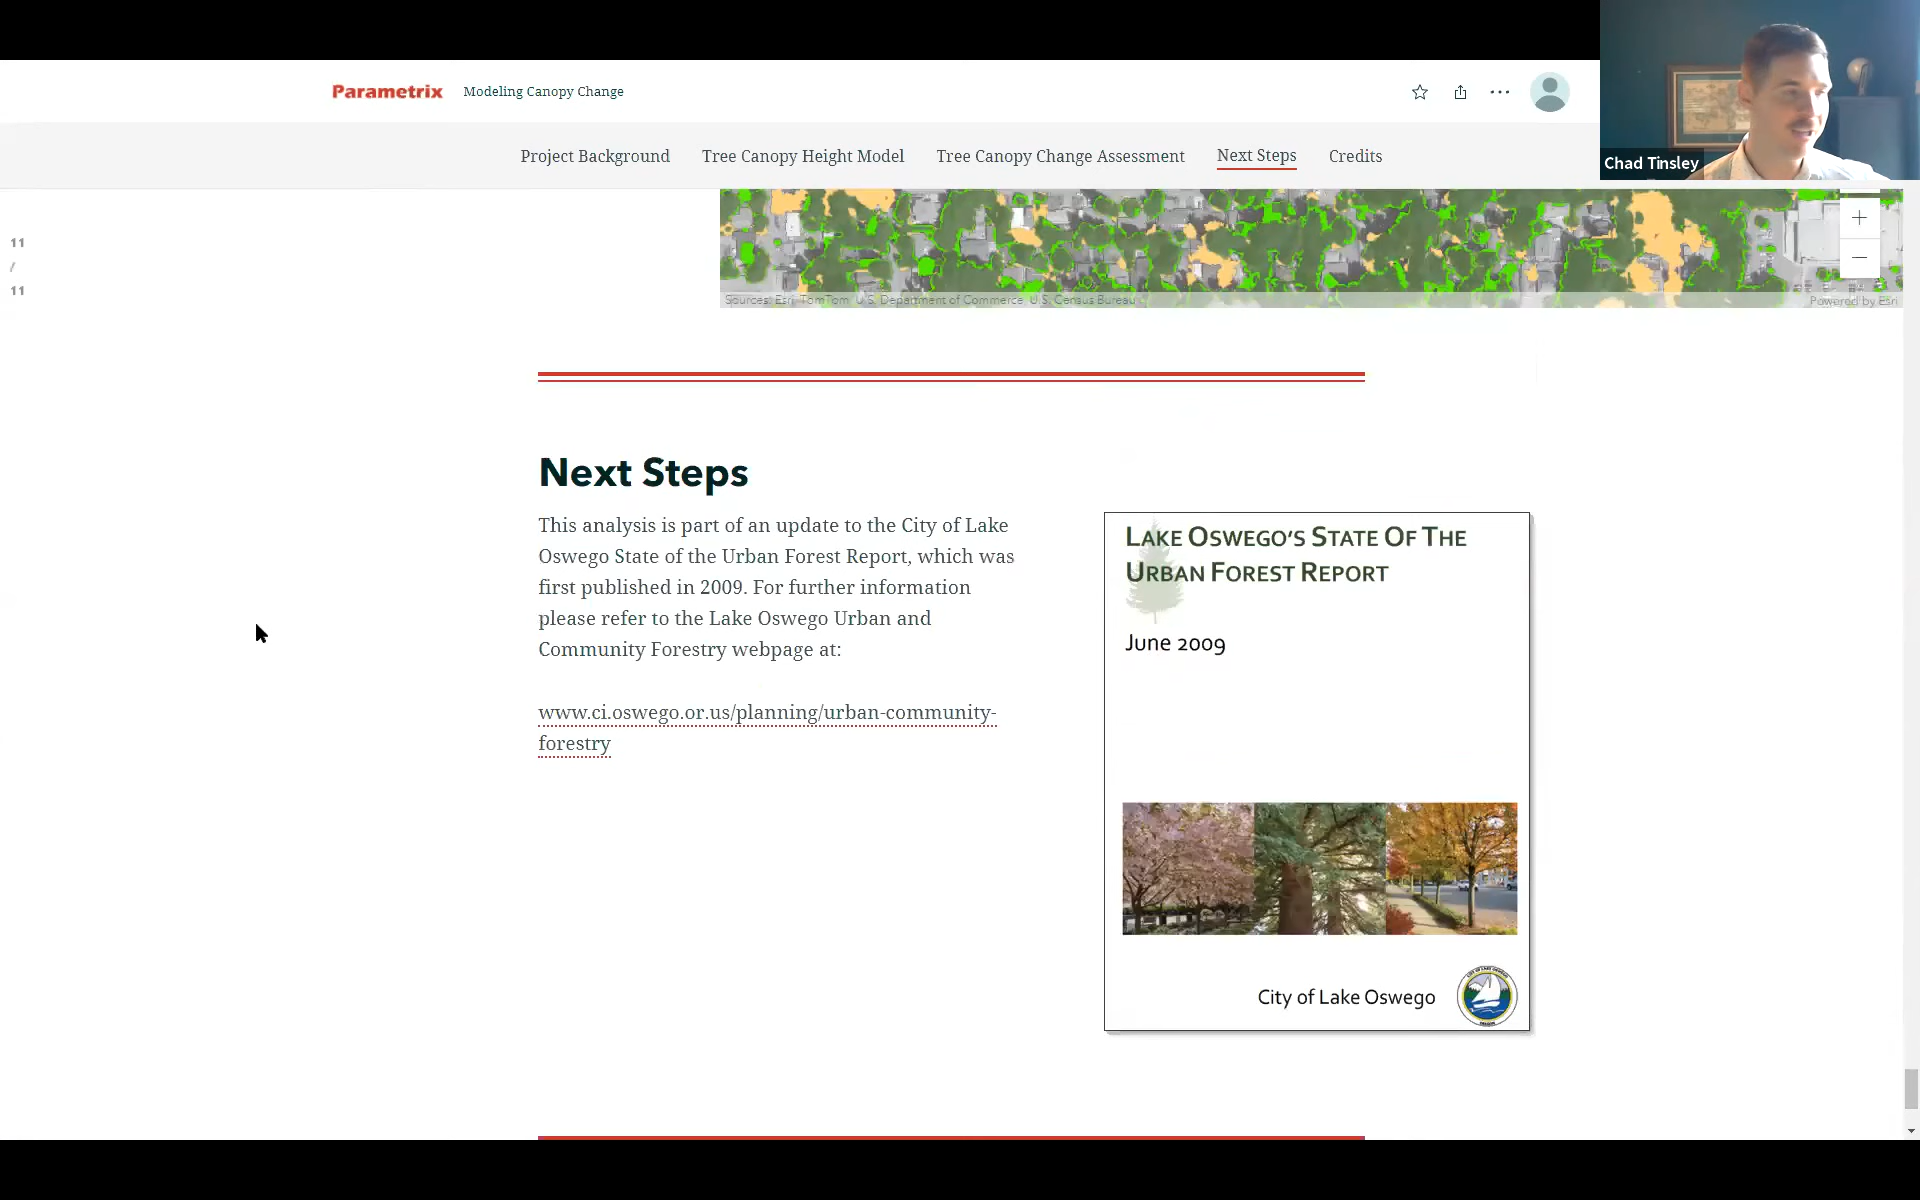 Parametrix
Modeling Canopy Change
Chad Tinsley
Project Background
Tree Canopy Height Model
Tree Canopy Change Assessment
Next Steps
Credits
11
/
11
Sources: Esri, TomTom, U.S. Department of Commerce, U.S. Census Bureau
Powered by Esri
Next Steps
This analysis is part of an update to the City of Lake
Oswego State of the Urban Forest Report, which was
first published in 2009. For further information
please refer to the Lake Oswego Urban and
Community Forestry webpage at:
www.ci.oswego.or.us/planning/urban-community-
forestry
LAKE OSWEGO'S STATE OF THE
URBAN FOREST REPORT
June 2009
City of Lake Oswego